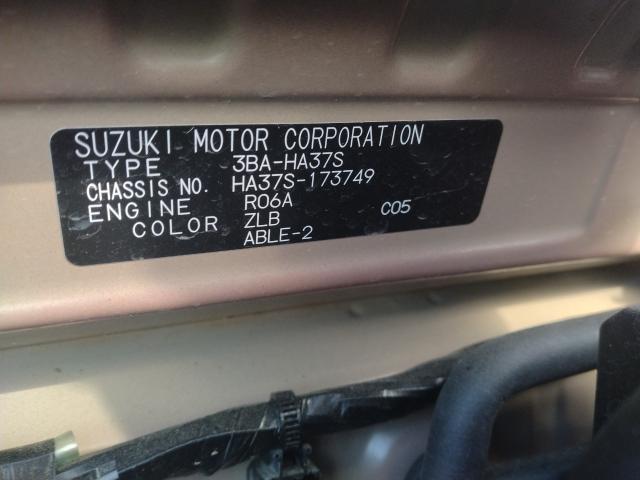 SUZUKI MOTOR CORPORATION
TYPE 3BA-HA37S
CHASSIS NO. HA37S-173749
ENGINE R06A C05
COLOR ZLB
ABLE-2